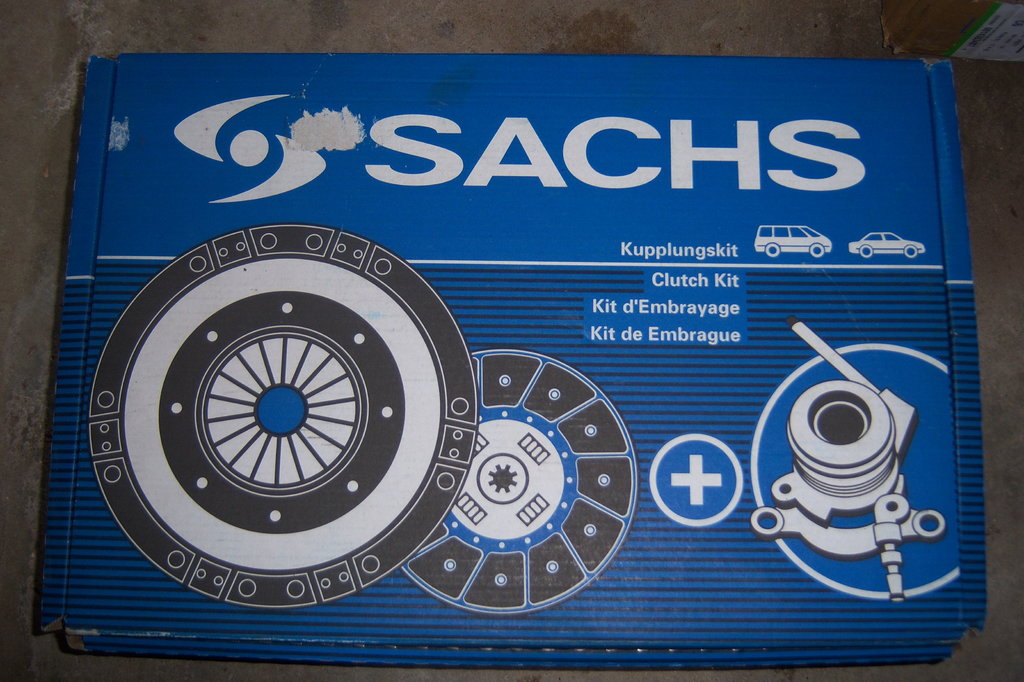 SACHS
Kupplungskit
Clutch Kit
Kit d'Embrayage
Kit de Embrague